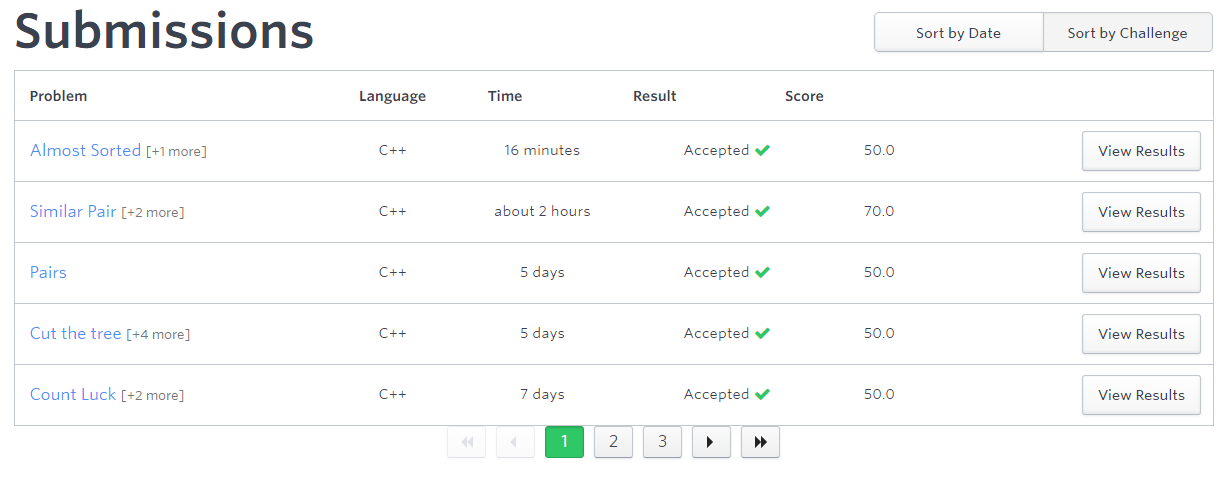 Submissions
Sort by Date Sort by Challenge
Problem Language Time Result Score
Almost Sorted [+1 more] C++ 16 minutes Accepted 50.0 View Results
Similar Pair [+2 more] C++ about 2 hours Accepted 70.0 View Results
Pairs C++ 5 days Accepted 50.0 View Results
Cut the tree [+4 more] C++ 5 days Accepted 50.0 View Results
Count Luck [+2 more] C++ 7 days Accepted 50.0 View Results
1 2 3